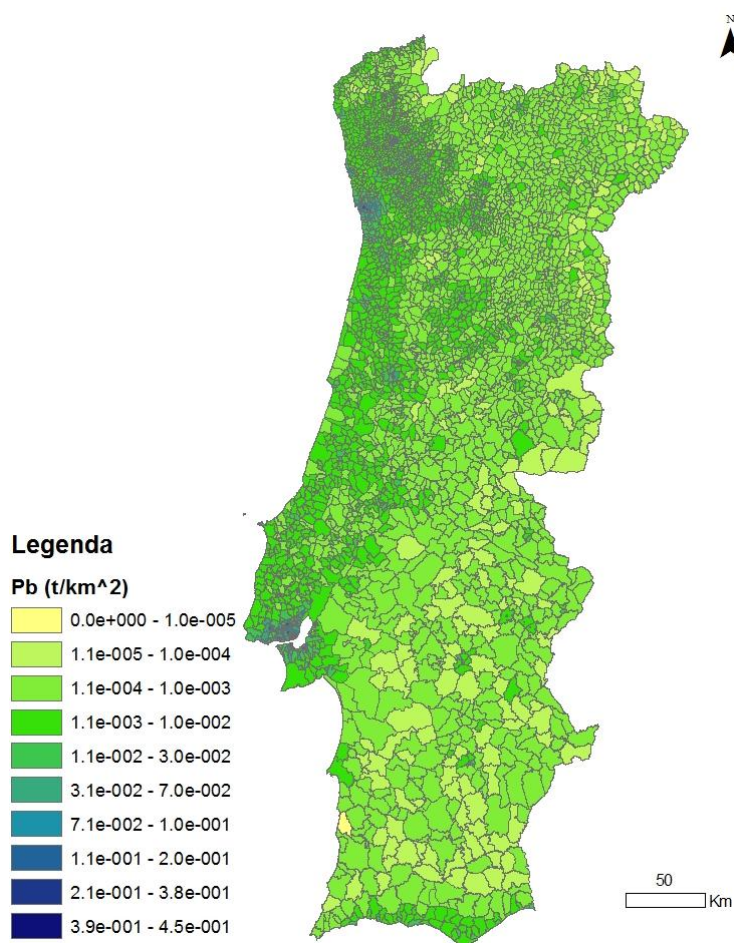 N
Legenda
Pb (t/km^2)
0.0e+000 - 1.0e-005
1.1e-005 - 1.0e-004
1.1e-004 - 1.0e-003
1.1e-003 - 1.0e-002
1.1e-002 - 3.0e-002
3.1e-002 - 7.0e-002
7.1e-002 - 1.0e-001
1.1e-001 - 2.0e-001
2.1e-001 - 3.8e-001
3.9e-001 - 4.5e-001
50
Km